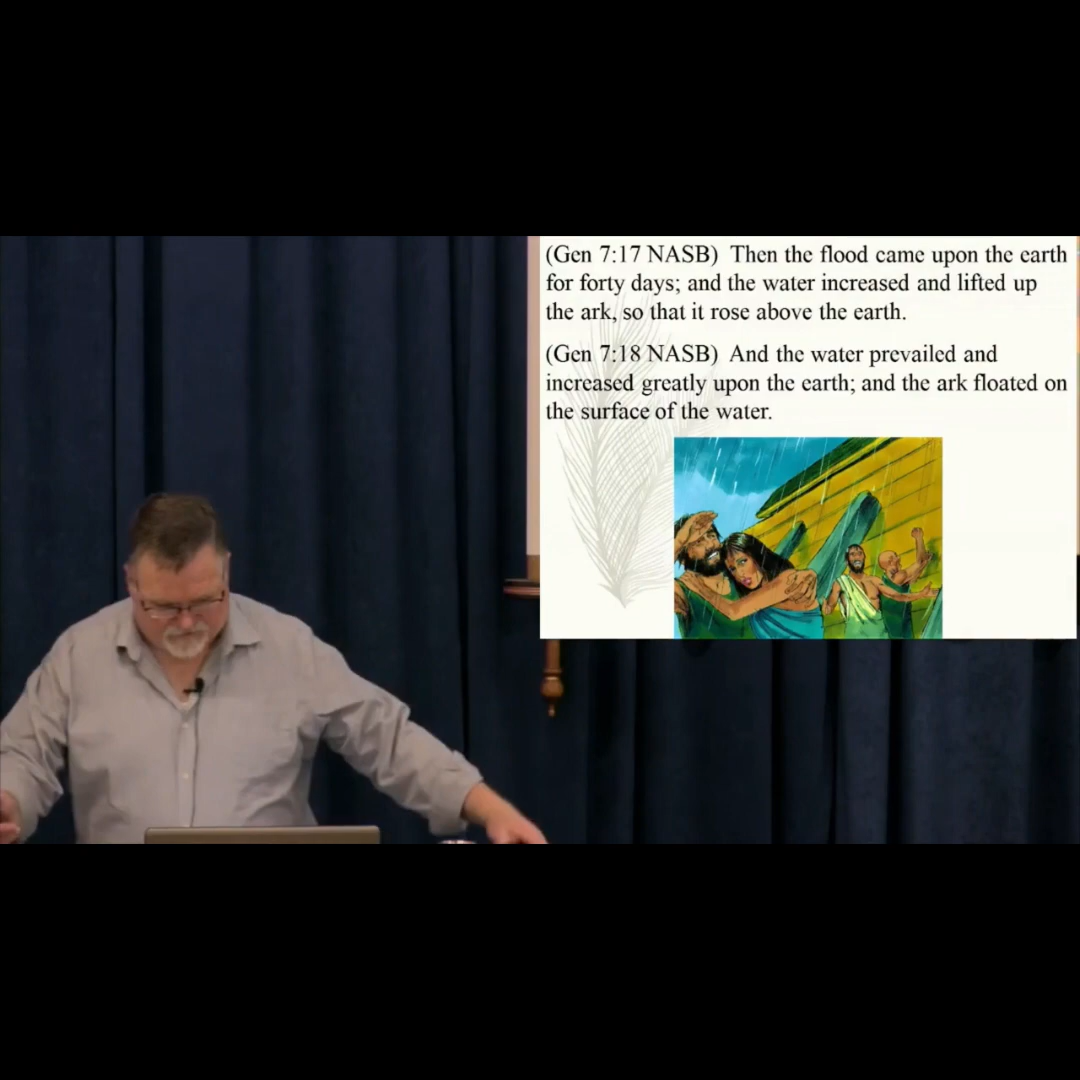 (Gen 7:17 NASB) Then the flood came upon the earth
for forty days; and the water increased and lifted up
the ark, so that it rose above the earth.
(Gen 7:18 NASB) And the water prevailed and
increased greatly upon the earth; and the ark floated on
the surface of the water.